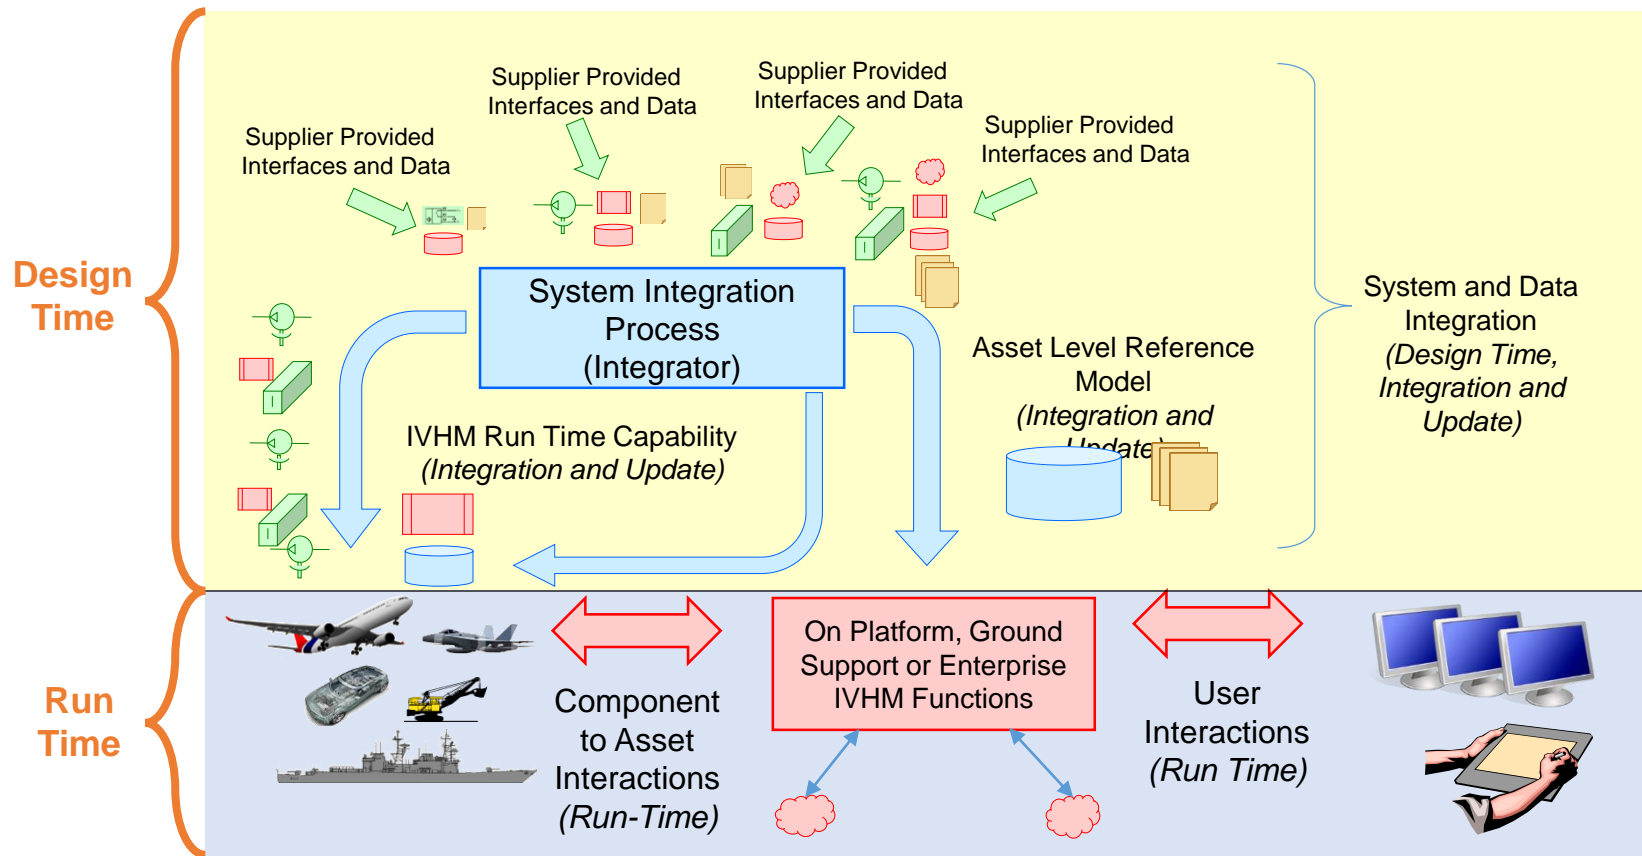 Supplier Provided
Interfaces and Data
Supplier Provided
Interfaces and Data
Supplier Provided
Interfaces and Data
Supplier Provided
Interfaces and Data
Design
Time
System Integration
Process
(Integrator)
System and Data
Integration
(Design Time,
Integration and
Update)
Asset Level Reference
Model
(Integration and
Update)
IVHM Run Time Capability
(Integration and Update)
Run
Time
On Platform, Ground
Support or Enterprise
IVHM Functions
Component
to Asset
Interactions
(Run-Time)
User
Interactions
(Run Time)